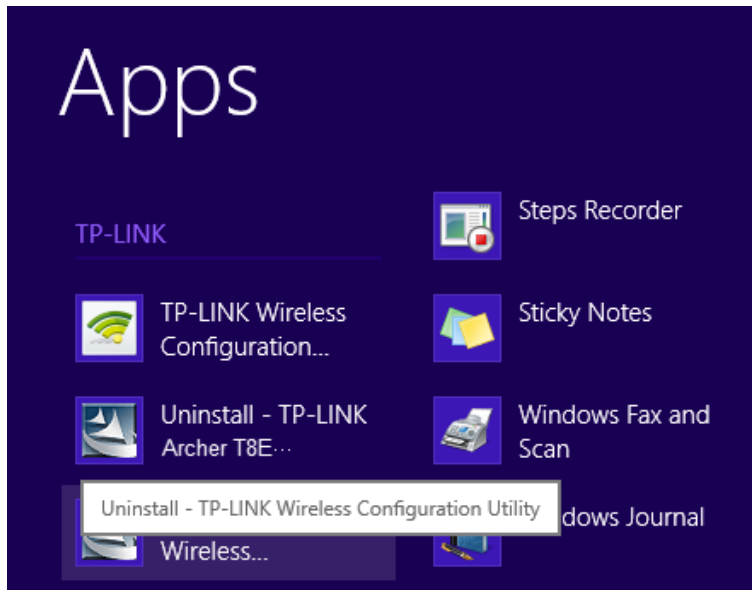 Apps
TP-LINK
TP-LINK Wireless
Configuration...
Uninstall - TP-LINK
Archer T8E···
Uninstall - TP-LINK Wireless Configuration Utility
Wireless...
Steps Recorder
Sticky Notes
Windows Fax and
Scan
dows Journal